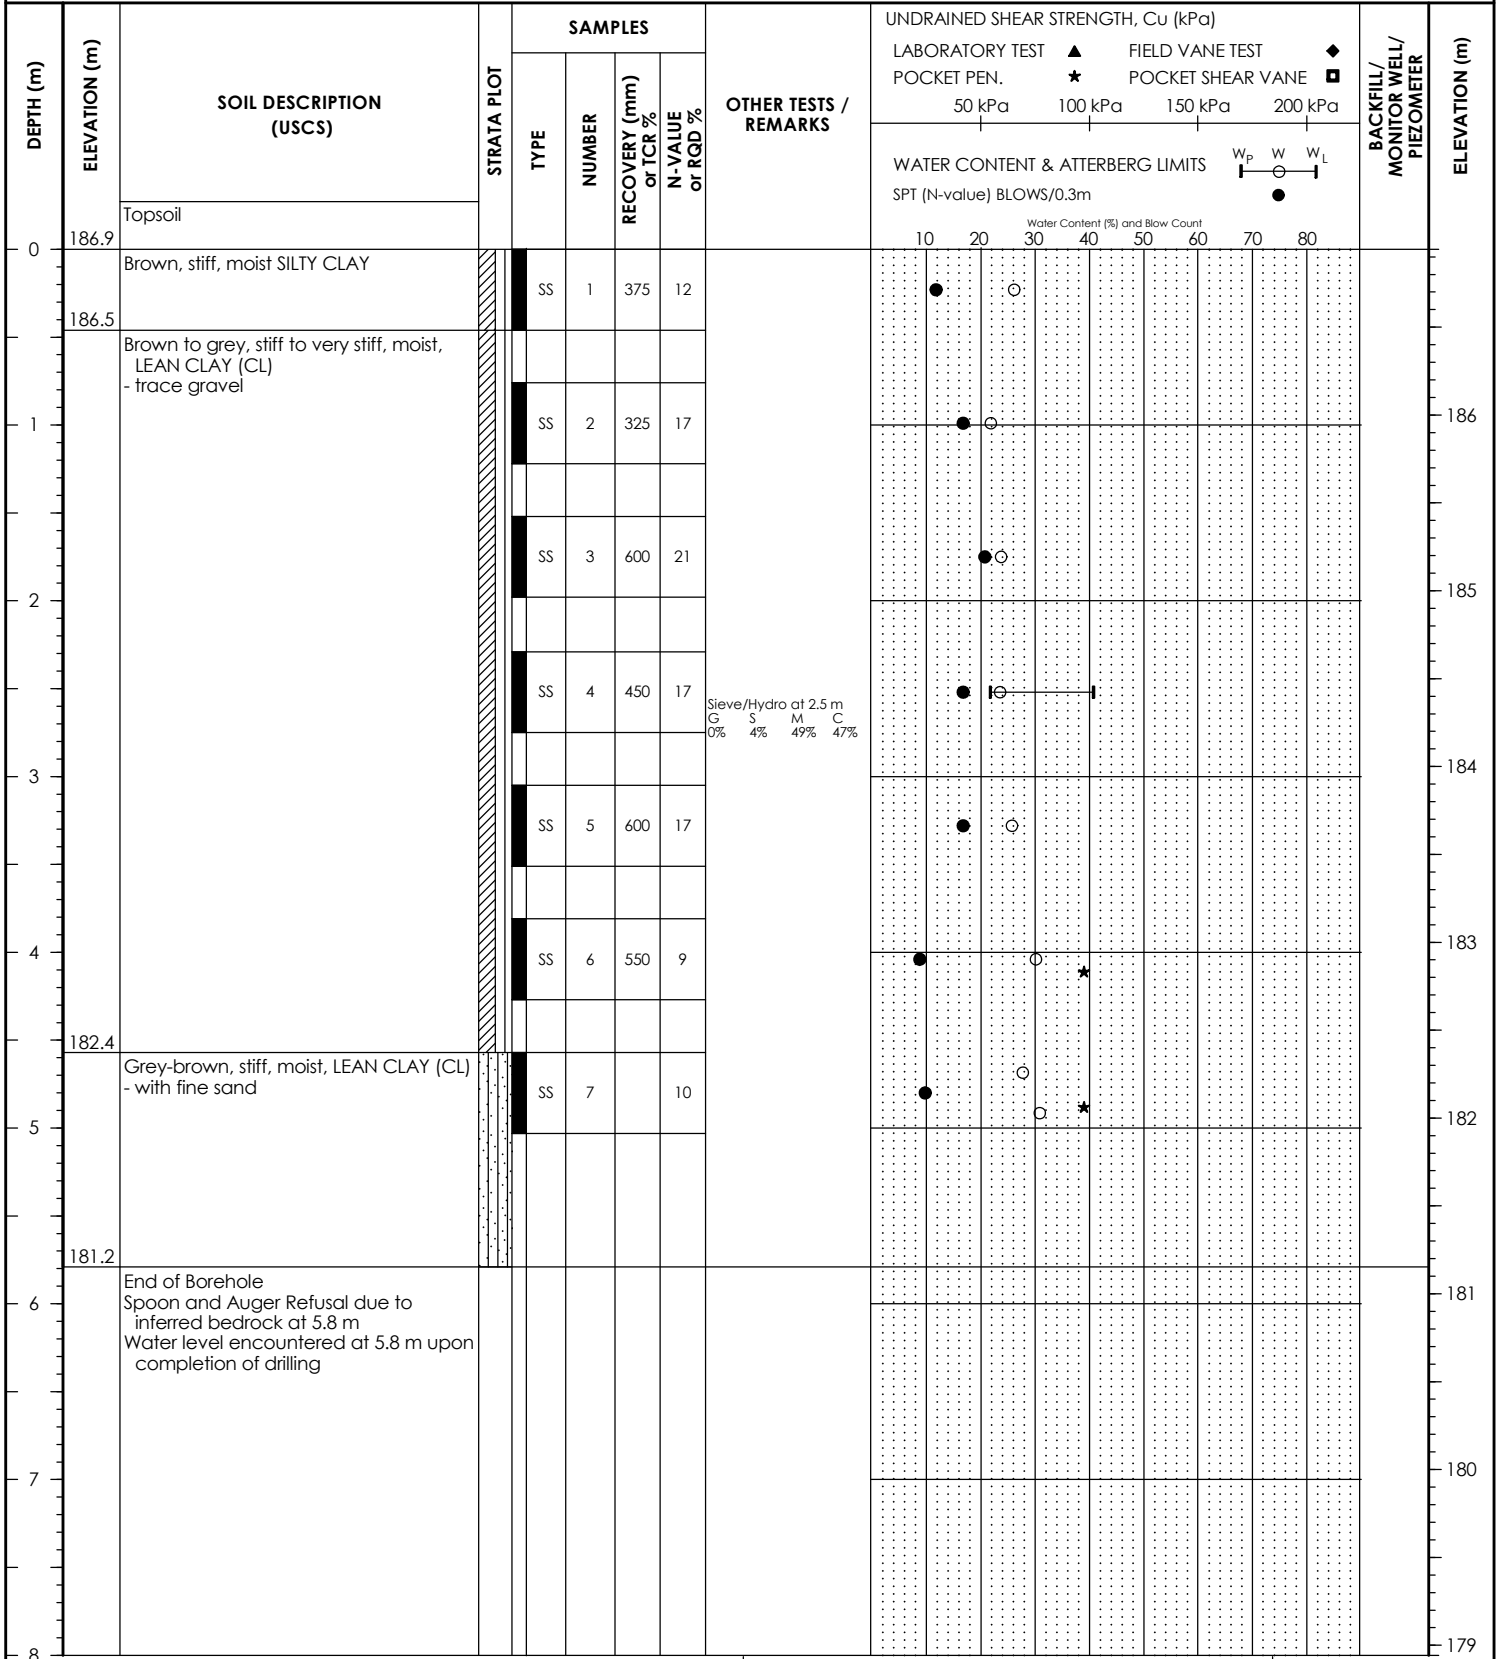 DEPTH (m)
ELEVATION (m)
SOIL DESCRIPTION
(USCS)
STRATA PLOT
SAMPLES
TYPE
NUMBER
RECOVERY (mm)
or TCR %
N-VALUE
or RQD %
OTHER TESTS /
REMARKS
UNDRAINED SHEAR STRENGTH, Cu (kPa)
LABORATORY TEST ▲ FIELD VANE TEST ◆
POCKET PEN. ★ POCKET SHEAR VANE
50 kPa 100 kPa 150 kPa 200 kPa
WATER CONTENT & ATTERBERG LIMITS WP W WL
SPT (N-value) BLOWS/0.3m ●
Water Content (%) and Blow Count
10 20 30 40 50 60 70 80
BACKFILL/
MONITOR WELL/
PIEZOMETER
ELEVATION (m)
Topsoil
0 186.9
Brown, stiff, moist SILTY CLAY
SS 1 375 12
186.5
Brown to grey, stiff to very stiff, moist,
LEAN CLAY (CL)
- trace gravel
186
1 SS 2 325 17
SS 3 600 21
185
2
SS 4 450 17
Sieve/Hydro at 2.5 m
G S M C
0% 4% 49% 47%
184
3
SS 5 600 17
183
4 SS 6 550 9
182.4
Grey-brown, stiff, moist, LEAN CLAY (CL)
- with fine sand
SS 7 10
182
5
181.2
End of Borehole
181
6 Spoon and Auger Refusal due to
inferred bedrock at 5.8 m
Water level encountered at 5.8 m upon
completion of drilling
180
7
179
8